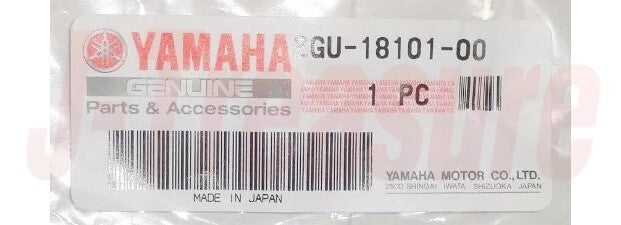 YAMAHA 2GU-18101-00
GENUINE
Parts & Accessories
1 PC
YAMAHA MOTOR CO.,LTD.
2500 SHINGAI IWATA SHIZUOKA, JAPAN
MADE IN JAPAN